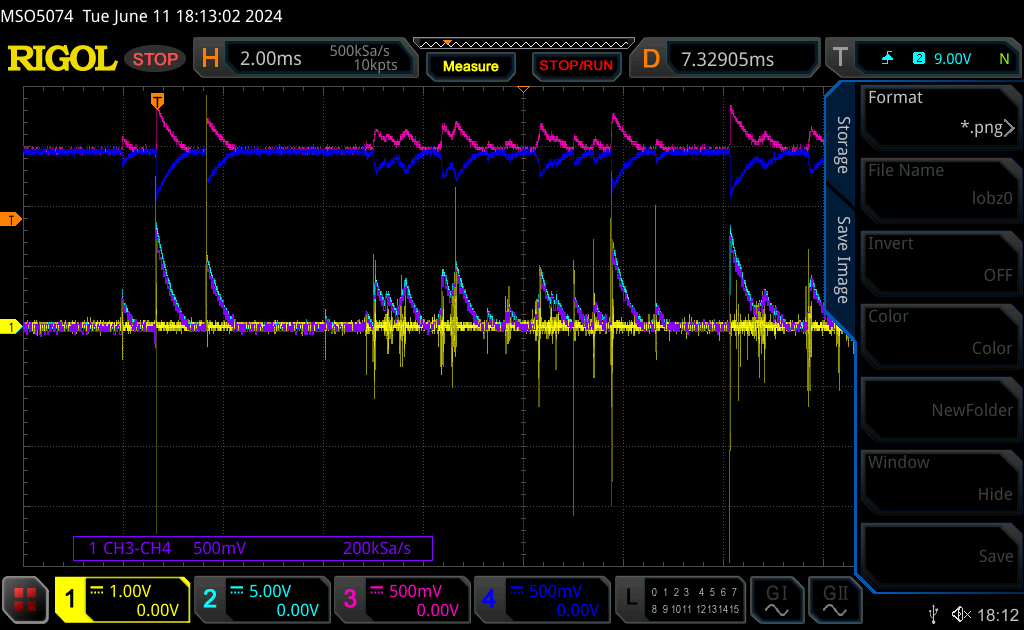 MSO5074 Tue June 11 18:13:02 2024
RIGOL STOP H 2.00ms 500kSa/s 10kpts Measure STOP/RUN D 7.32905ms T 2 9.00V N
T
T
1
Storage
Save Image
Format
*.png
File Name
lobz0
Invert
OFF
Color
Color
NewFolder
Window
Hide
Save
1 CH3-CH4 500mV 200kSa/s
1 1.00V 0.00V
2 5.00V 0.00V
3 500mV 0.00V
4 500mV 0.00V
L 0 1 2 3 4 5 6 7
8 9 10 11 12 13 14 15
GI GII
18:12